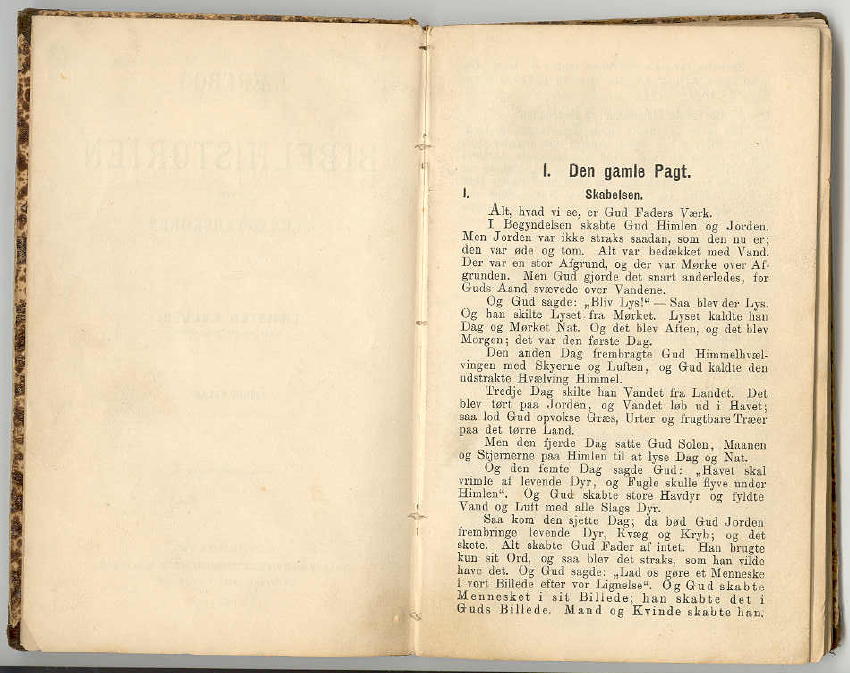 I. Den gamle Pagt.
I. Skabelsen.
Alt, hvad vi se, er Gud Faders Værk.
I Begyndelsen skabte Gud Himlen og Jorden.
Men Jorden var ikke straks saadan, som den nu er;
den var øde og tom. Alt var bedækket med Vand.
Der var en stor Afgrund, og der var Mørke over Af-
grunden. Men Gud gjorde det snart anderledes, for
Guds Aand svævede over Vandene.
Og Gud sagde: „Bliv Lys!“ — Saa blev der Lys.
Og han skilte Lyset fra Mørket. Lyset kaldte han
Dag og Mørket Nat. Og det blev Aften, og det blev
Morgen; det var den første Dag.
Den anden Dag frembragte Gud Himmelhvæl-
vingen med Skyerne og Luften, og Gud kaldte den
udstrakte Hvælving Himmel.
Tredje Dag skilte han Vandet fra Landet. Det
blev tørt paa Jorden, og Vandet løb ud i Havet;
saa lod Gud opvokse Græs, Urter og frugtbare Træer
paa det tørre Land.
Men den fjerde Dag satte Gud Solen, Maanen
og Stjernerne paa Himlen til at lyse Dag og Nat.
Og den femte Dag sagde Gud: „Havet skal
vrimle af levende Dyr, og Fugle skulle flyve under
Himlen“. Og Gud skabte store Havdyr og fyldte
Vand og Luft med alle Slags Dyr.
Saa kom den sjette Dag; da bød Gud Jorden
frembringe levende Dyr, Kvæg og Kryb; og det
skete. Alt skabte Gud Fader af intet. Han brugte
kun sit Ord, og saa blev det straks, som han vilde
have det. Og Gud sagde: „Lad os gøre et Menneske
i vort Billede efter vor Lignelse“. Og Gud skabte
Mennesket i sit Billede; han skabte det i
Guds Billede. Mand og Kvinde skabte han.